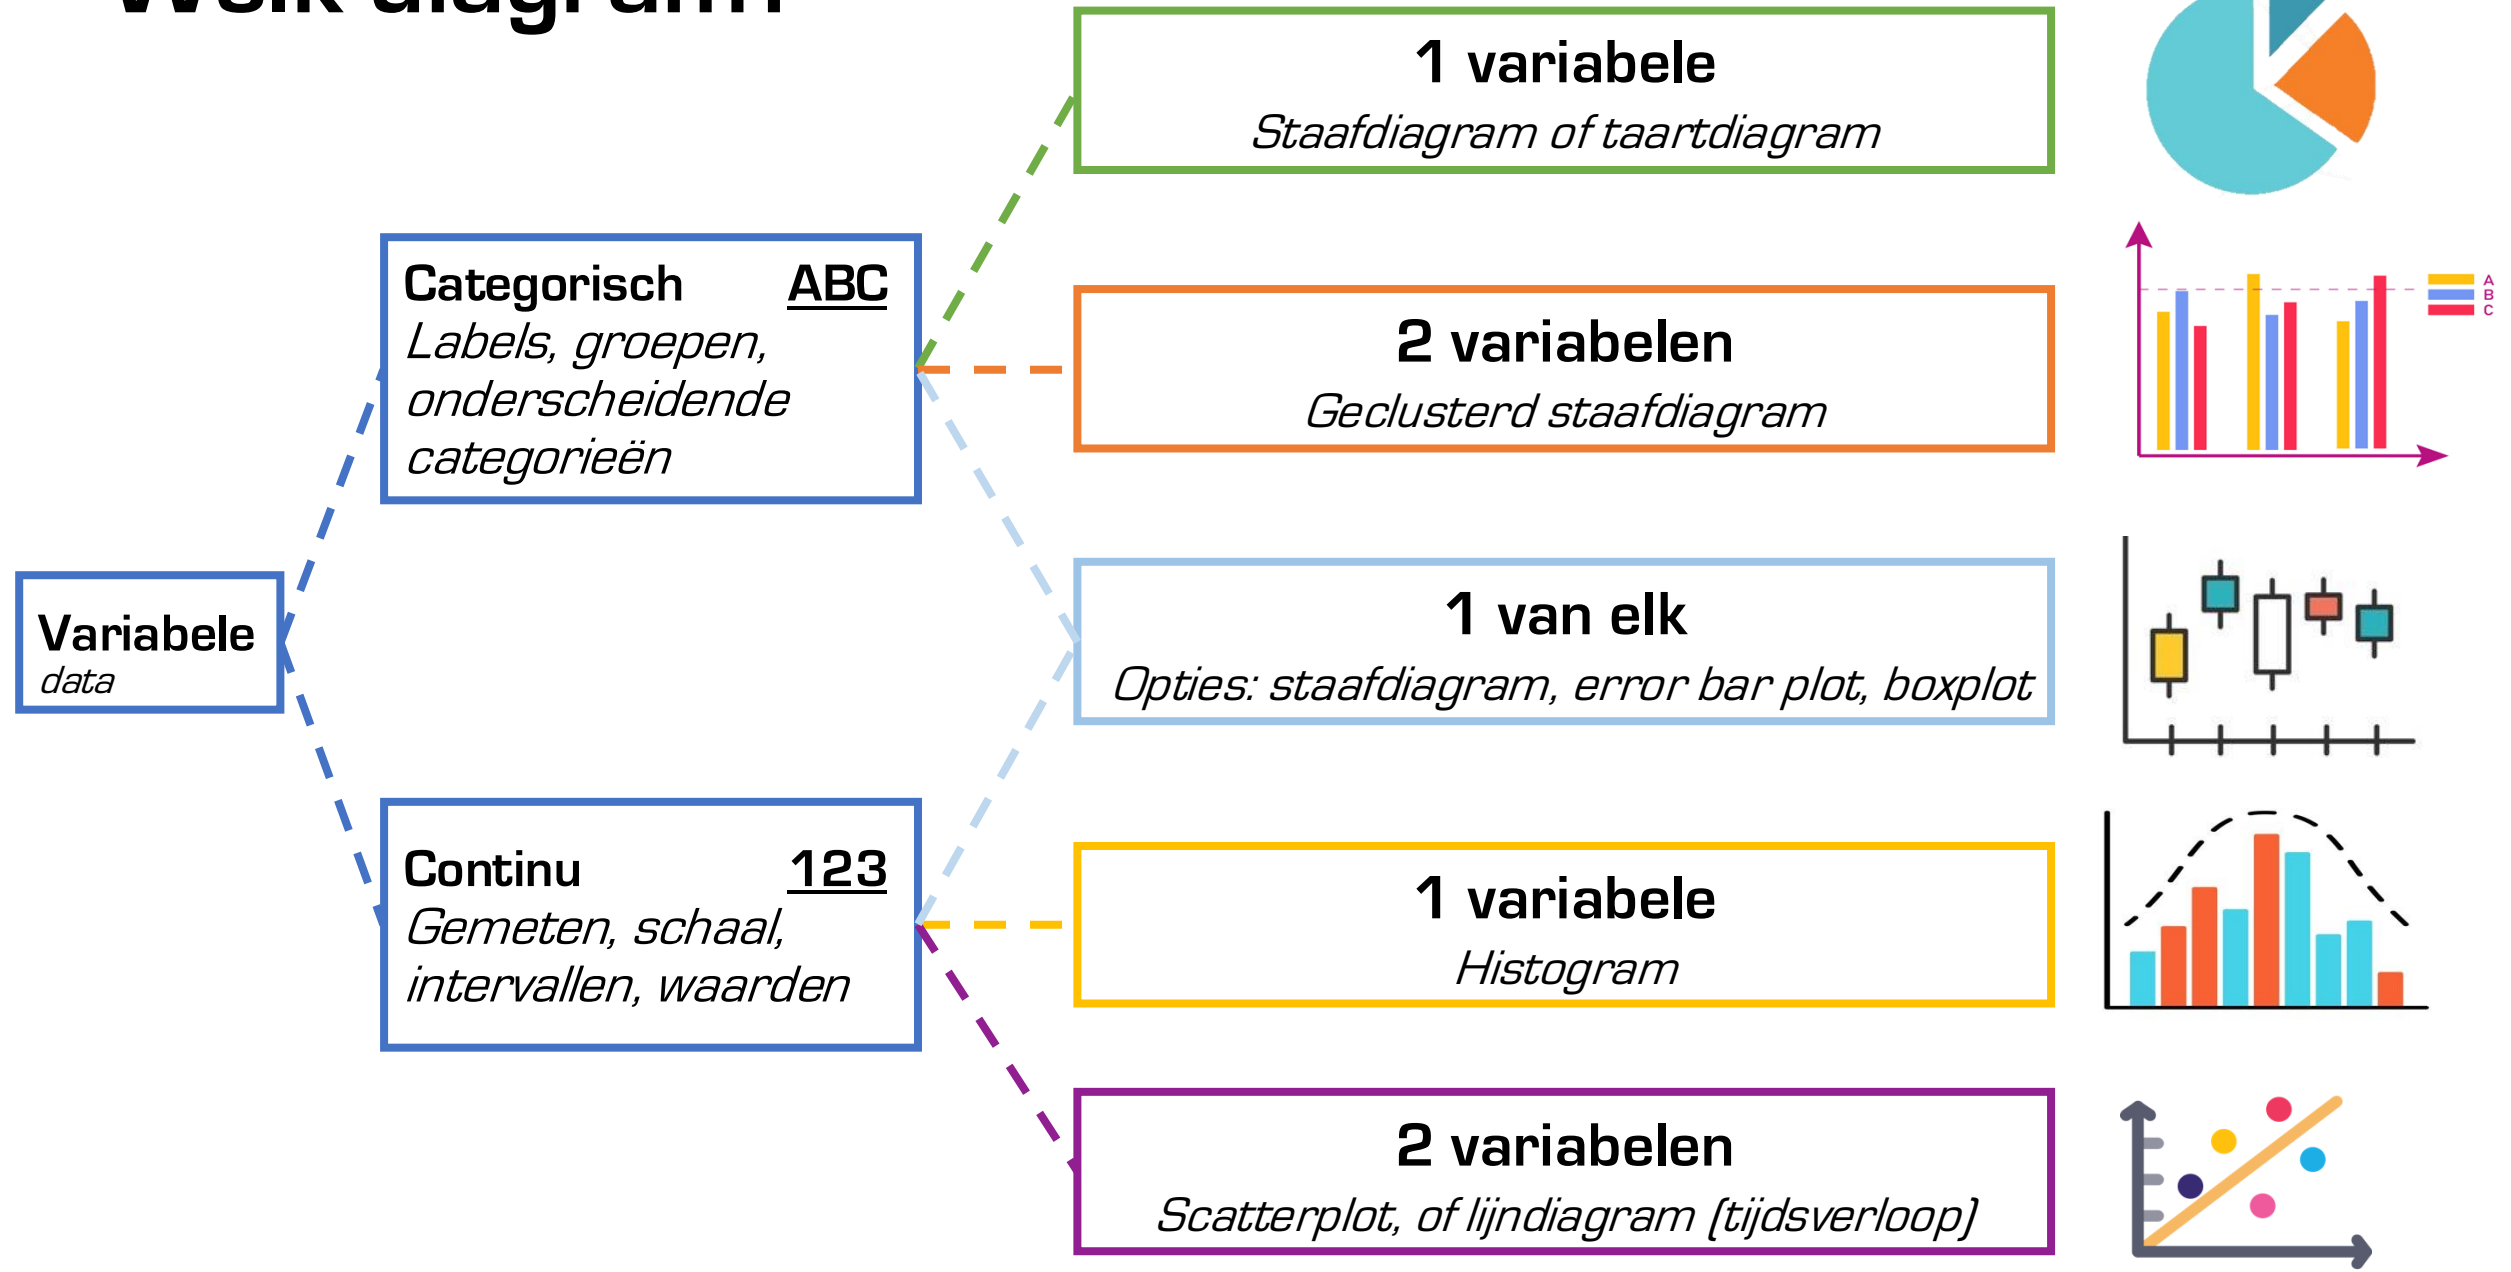 Welk diagram?
1 variabele
Staafdiagram of taartdiagram
Categorisch ABC
Labels, groepen,
onderscheidende
categorieën
2 variabelen
Geclusterd staafdiagram
A
B
C
Variabele
data
1 van elk
Opties: staafdiagram, error bar plot, boxplot
Continu 123
Gemeten, schaal,
intervallen, waarden
1 variabele
Histogram
2 variabelen
Scatterplot, of lijndiagram (tijdsverloop)